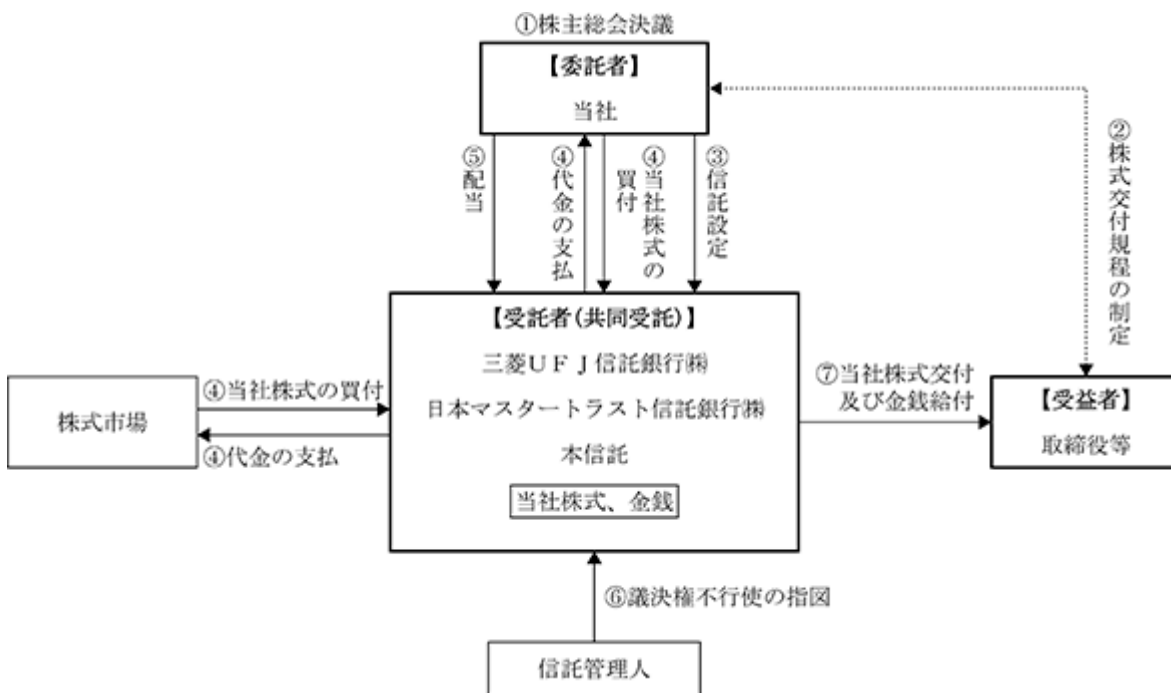 ①株主総会決議
【委託者】
当社
⑤配当
④代金の支払
④当社株式の
買付
③信託設定
②株式交付規程の制定
【受託者(共同受託)】
三菱UFJ信託銀行㈱
日本マスタートラスト信託銀行㈱
本信託
当社株式、金銭
株式市場
④当社株式の買付
④代金の支払
⑦当社株式交付
及び金銭給付
【受益者】
取締役等
⑥議決権不行使の指図
信託管理人